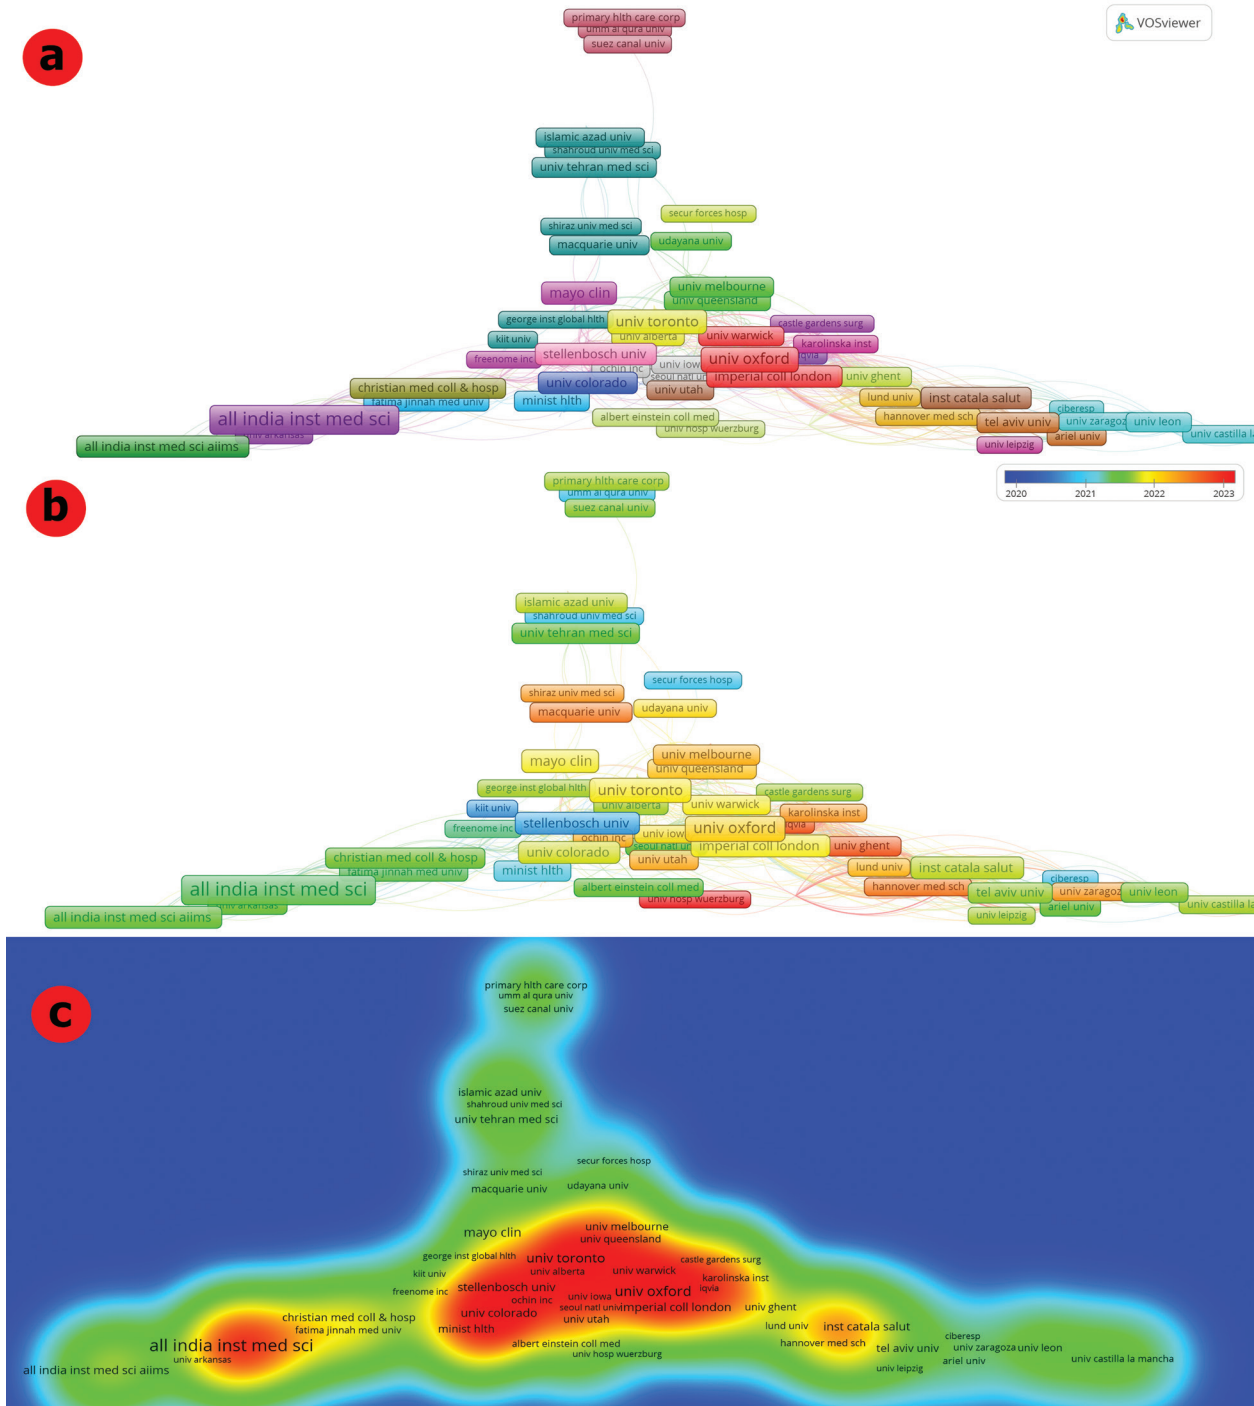 primary hlth care corp
umm al qura univ
suez canal univ
VOSviewer
a
islamic azad univ
shahroud univ med sci
univ tehran med sci
secur forces hosp
shiraz univ med sci
macquarie univ
udayana univ
univ melbourne
mayo clin
univ queensland
george inst global hlth
univ toronto
castle gardens surg
kiit univ
univ alberta
univ warwick
karolinska inst
freenome inc
stellenbosch univ
univ oxford
iqvia
ochin inc
univ iow
seoul natl un
univ colorado
imperial coll london
univ ghent
christian med coll & hosp
fatima jinnah med univ
minist hlth
univ utah
lund univ
inst catala salut
all india inst med sci
albert einstein coll med
hannover med sch
ciberesp
tel aviv univ
univ zaragoz
univ leon
univ arkansas
univ hosp wuerzburg
univ castilla la
all india inst med sci aiims
univ leipzig
ariel univ
b
primary hlth care corp
umm al qura univ
suez canal univ
2020 2021 2022 2023
islamic azad univ
shahroud univ med sci
univ tehran med sci
secur forces hosp
shiraz univ med sci
macquarie univ
udayana univ
univ melbourne
mayo clin
univ queensland
george inst global hlth
univ toronto
castle gardens surg
kiit univ
univ alberta
univ warwick
karolinska inst
freenome inc
stellenbosch univ
univ oxford
iqvia
ochin inc
univ iow
seoul natl un
univ colorado
imperial coll london
univ ghent
christian med coll & hosp
fatima jinnah med univ
minist hlth
univ utah
lund univ
inst catala salut
all india inst med sci
albert einstein coll med
hannover med sch
ciberesp
tel aviv univ
univ zaragoz
univ leon
univ arkansas
univ hosp wuerzburg
univ castilla la
all india inst med sci aiims
univ leipzig
ariel univ
c
primary hlth care corp
umm al qura univ
suez canal univ
islamic azad univ
shahroud univ med sci
univ tehran med sci
secur forces hosp
shiraz univ med sci
macquarie univ
udayana univ
univ melbourne
mayo clin
univ queensland
george inst global hlth
univ toronto
castle gardens surg
kiit univ
univ alberta
univ warwick
karolinska inst
freenome inc
stellenbosch univ
univ oxford
iqvia
ochin inc
univ iowa
seoul natl univ
univ colorado
imperial coll london
univ ghent
christian med coll & hosp
fatima jinnah med univ
minist hlth
univ utah
lund univ
inst catala salut
all india inst med sci
albert einstein coll med
hannover med sch
ciberesp
tel aviv univ
univ zaragoza
univ leon
univ arkansas
univ hosp wuerzburg
univ castilla la mancha
all india inst med sci aiims
univ leipzig
ariel univ